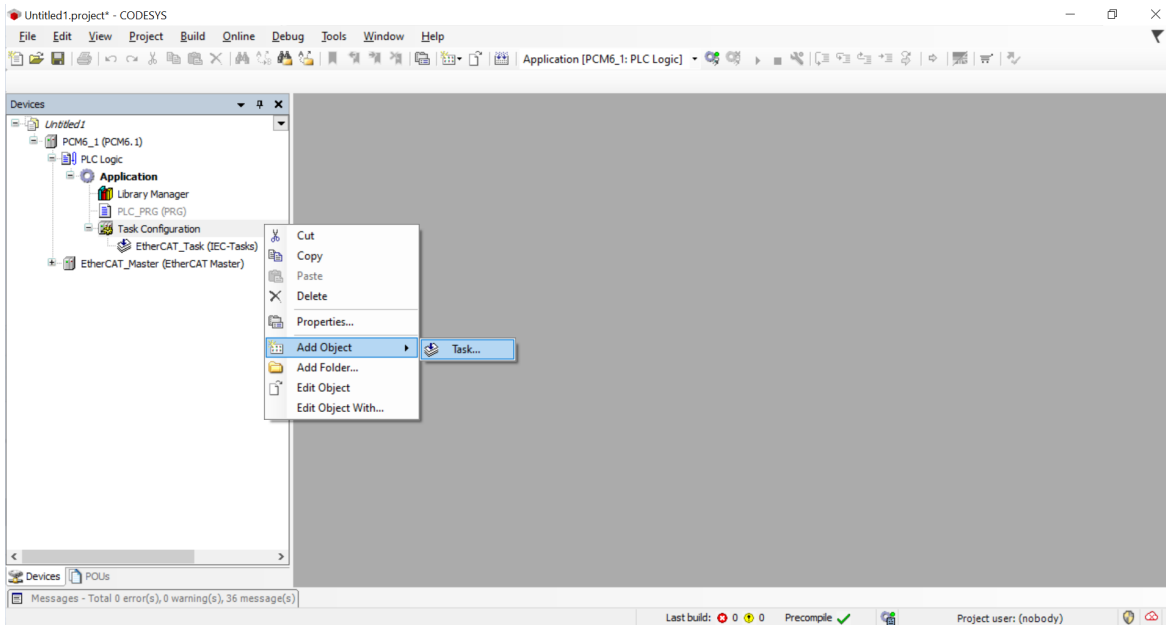 Untitled1.project* - CODESYS
File Edit View Project Build Online Debug Tools Window Help
Application [PCM6_1: PLC Logic]
Devices
Untitled1
PCM6_1 (PCM6.1)
PLC Logic
Application
Library Manager
PLC_PRG (PRG)
Task Configuration
EtherCAT_Task (IEC-Tasks)
EtherCAT_Master (EtherCAT Master)
Cut
Copy
Paste
Delete
Properties...
Add Object
Task...
Add Folder...
Edit Object
Edit Object With...
Devices POUs
Messages - Total 0 error(s), 0 warning(s), 36 message(s)
Last build: 0 0 Precompile Project user: (nobody)